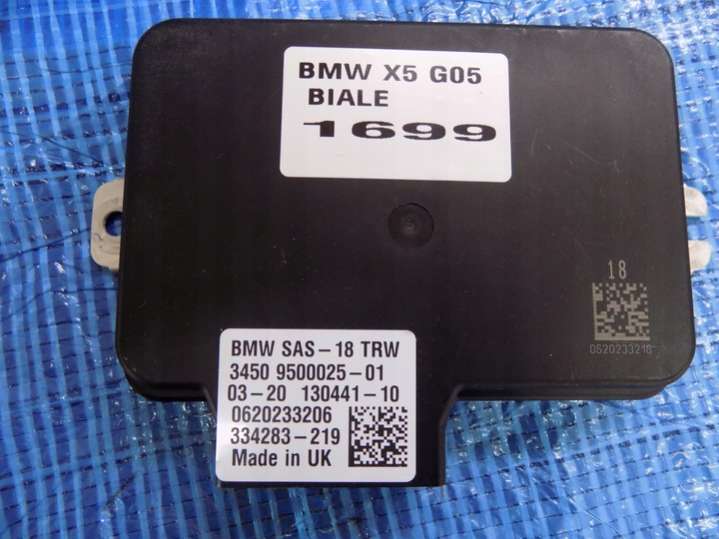 BMW X5 G05
BIALE
1699
18
0620233218
BMW SAS-18 TRW
3450 9500025-01
03-20 130441-10
0620233206
334283-219
Made in UK